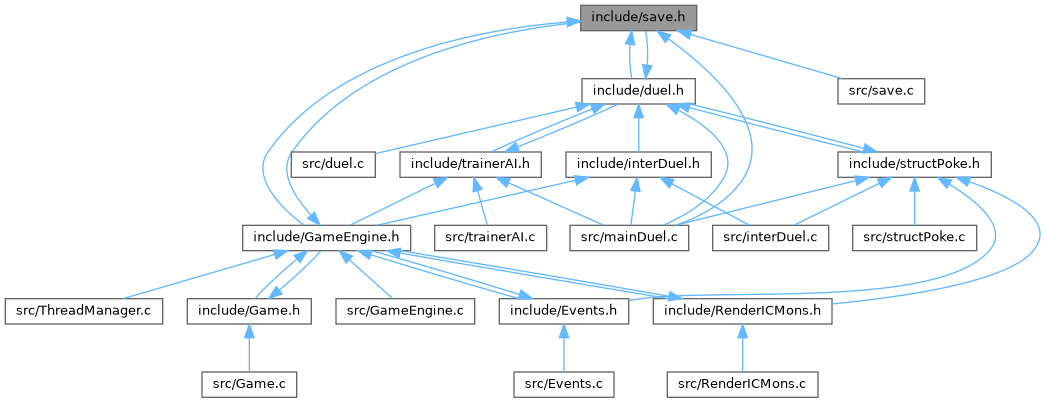 include/save.h
include/duel.h
src/save.c
src/duel.c
include/trainerAI.h
include/interDuel.h
include/structPoke.h
include/GameEngine.h
src/trainerAI.c
src/mainDuel.c
src/interDuel.c
src/structPoke.c
src/ThreadManager.c
include/Game.h
src/GameEngine.c
include/Events.h
include/RenderICMons.h
src/Game.c
src/Events.c
src/RenderICMons.c